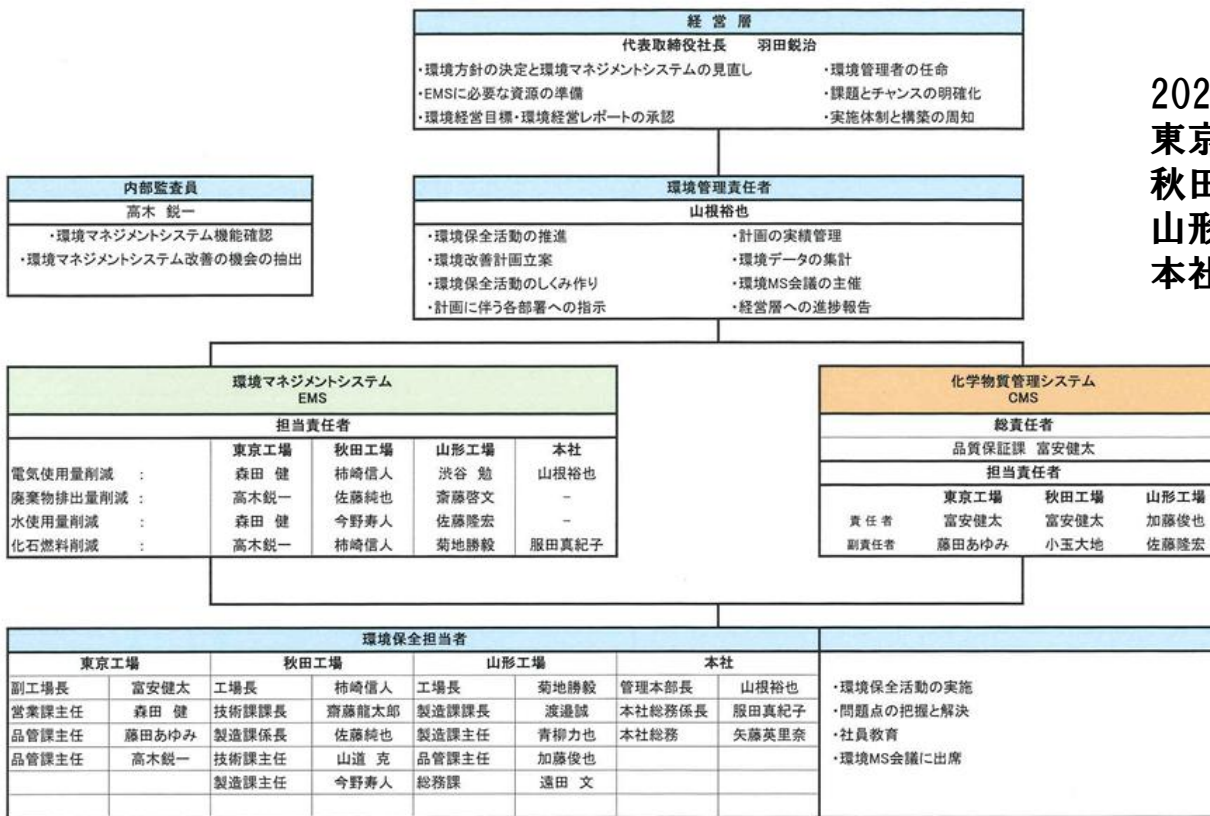 経 営 層
代表取締役社長 羽田鋭治
・環境方針の決定と環境マネジメントシステムの見直し ・環境管理者の任命
・EMSに必要な資源の準備 ・課題とチャンスの明確化
・環境経営目標・環境経営レポートの承認 ・実施体制と構築の周知
202
東京
秋田
山形
本社
内部監査員
高木 鋭一
・環境マネジメントシステム機能確認
・環境マネジメントシステム改善の機会の抽出
環境管理責任者
山根裕也
・環境保全活動の推進 ・計画の実績管理
・環境改善計画立案 ・環境データの集計
・環境保全活動のしくみ作り ・環境MS会議の主催
・計画に伴う各部署への指示 ・経営層への進捗報告
環境マネジメントシステム
EMS
担当責任者
東京工場 秋田工場 山形工場 本社
電気使用量削減 : 森田 健 柿崎信人 渋谷 勉 山根裕也
廃棄物排出量削減 : 高木鋭一 佐藤純也 斎藤啓文 －
水使用量削減 : 森田 健 今野寿人 佐藤隆宏 －
化石燃料削減 : 高木鋭一 柿崎信人 菊地勝毅 服田真紀子
化学物質管理システム
CMS
総責任者
品質保証課 富安健太
担当責任者
東京工場 秋田工場 山形工場
責任者 富安健太 富安健太 加藤俊也
副責任者 藤田あゆみ 小玉大地 佐藤隆宏
環境保全担当者
東京工場 秋田工場 山形工場 本社
副工場長 富安健太 工場長 柿崎信人 工場長 菊地勝毅 管理本部長 山根裕也 ・環境保全活動の実施
営業課主任 森田 健 技術課課長 齋藤龍太郎 製造課課長 渡邉誠 本社総務係長 服田真紀子 ・問題点の把握と解決
品管課主任 藤田あゆみ 製造課係長 佐藤純也 製造課主任 青柳力也 本社総務 矢藤英里奈 ・社員教育
品管課主任 高木鋭一 技術課主任 山道 克 品管課主任 加藤俊也 ・環境MS会議に出席
製造課主任 今野寿人 総務課 遠田 文